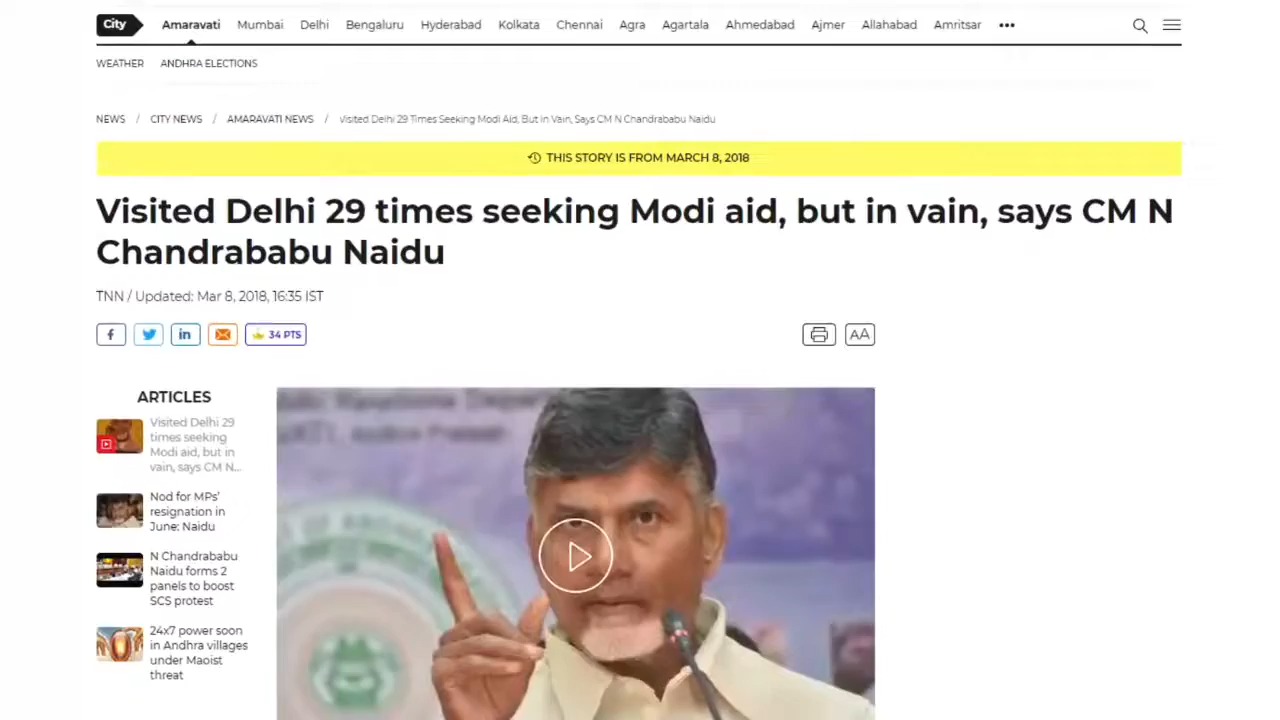 City Amaravati Mumbai Delhi Bengaluru Hyderabad Kolkata Chennai Agra Agartala Ahmedabad Ajmer Allahabad Amritsar •••
WEATHER ANDHRA ELECTIONS
NEWS / CITY NEWS / AMARAVATI NEWS / Visited Delhi 29 Times Seeking Modi Aid, But in Vain, Says CM N Chandrababu Naidu
THIS STORY IS FROM MARCH 8, 2018
Visited Delhi 29 times seeking Modi aid, but in vain, says CM N
Chandrababu Naidu
TNN / Updated: Mar 8, 2018, 16:35 IST
f in 34 PTS AA
ARTICLES
Visited Delhi 29
times seeking
Modi aid, but in
vain, says CM N...
Nod for MPs'
resignation in
June: Naidu
N Chandrababu
Naidu forms 2
panels to boost
SCS protest
24x7 power soon
in Andhra villages
under Maoist
threat